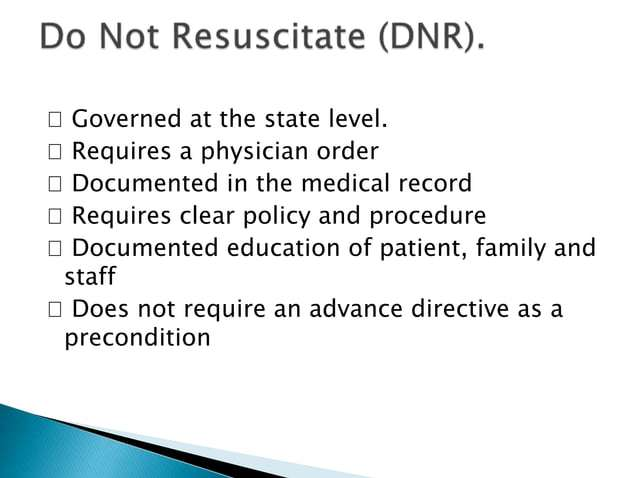 Do Not Resuscitate (DNR).
□ Governed at the state level.
□ Requires a physician order
□ Documented in the medical record
□ Requires clear policy and procedure
□ Documented education of patient, family and
staff
□ Does not require an advance directive as a
precondition